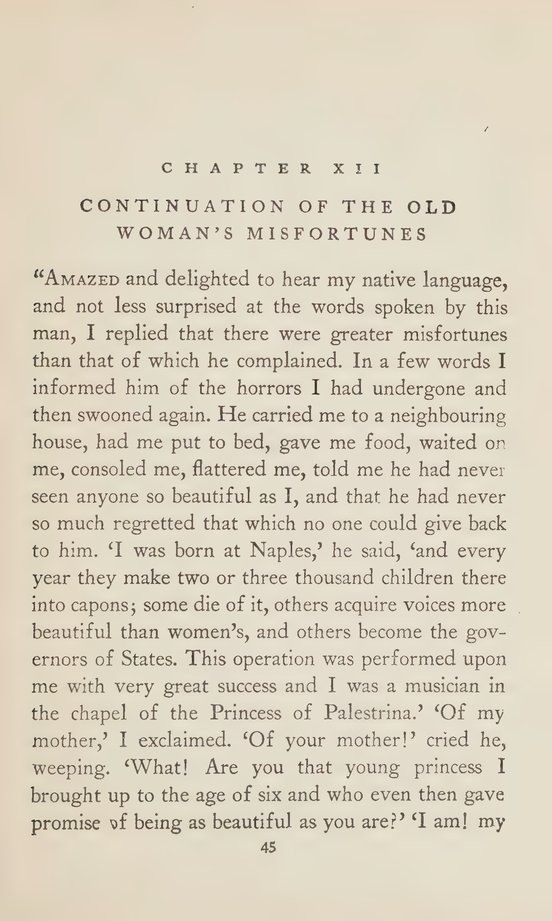 CHAPTER XII
CONTINUATION OF THE OLD
WOMAN'S MISFORTUNES
“AMAZED and delighted to hear my native language,
and not less surprised at the words spoken by this
man, I replied that there were greater misfortunes
than that of which he complained. In a few words I
informed him of the horrors I had undergone and
then swooned again. He carried me to a neighbouring
house, had me put to bed, gave me food, waited on
me, consoled me, flattered me, told me he had never
seen anyone so beautiful as I, and that he had never
so much regretted that which no one could give back
to him. ‘I was born at Naples,’ he said, ‘and every
year they make two or three thousand children there
into capons; some die of it, others acquire voices more
beautiful than women’s, and others become the gov-
ernors of States. This operation was performed upon
me with very great success and I was a musician in
the chapel of the Princess of Palestrina.’ ‘Of my
mother,’ I exclaimed. ‘Of your mother!’ cried he,
weeping. ‘What! Are you that young princess I
brought up to the age of six and who even then gave
promise of being as beautiful as you are?’ ‘I am! my
45